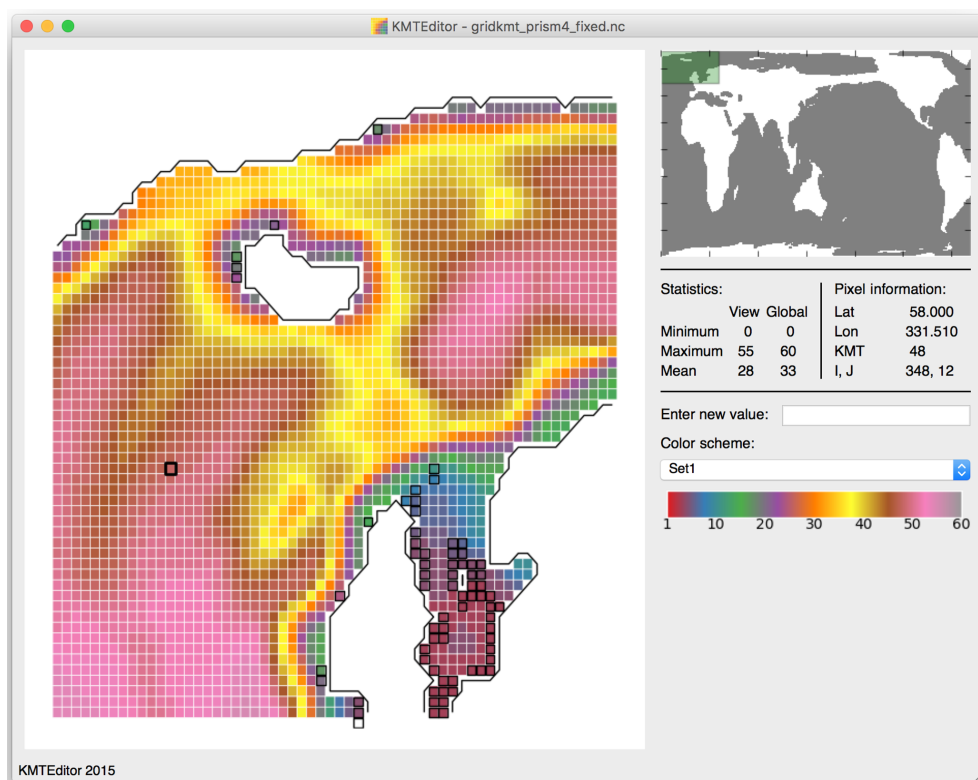 KMTEditor - gridkmt_prism4_fixed.nc
Statistics:
View Global
Minimum 0 0
Maximum 55 60
Mean 28 33
Pixel information:
Lat 58.000
Lon 331.510
KMT 48
I, J 348, 12
Enter new value:
Color scheme:
Set1
1 10 20 30 40 50 60
KMTEditor 2015